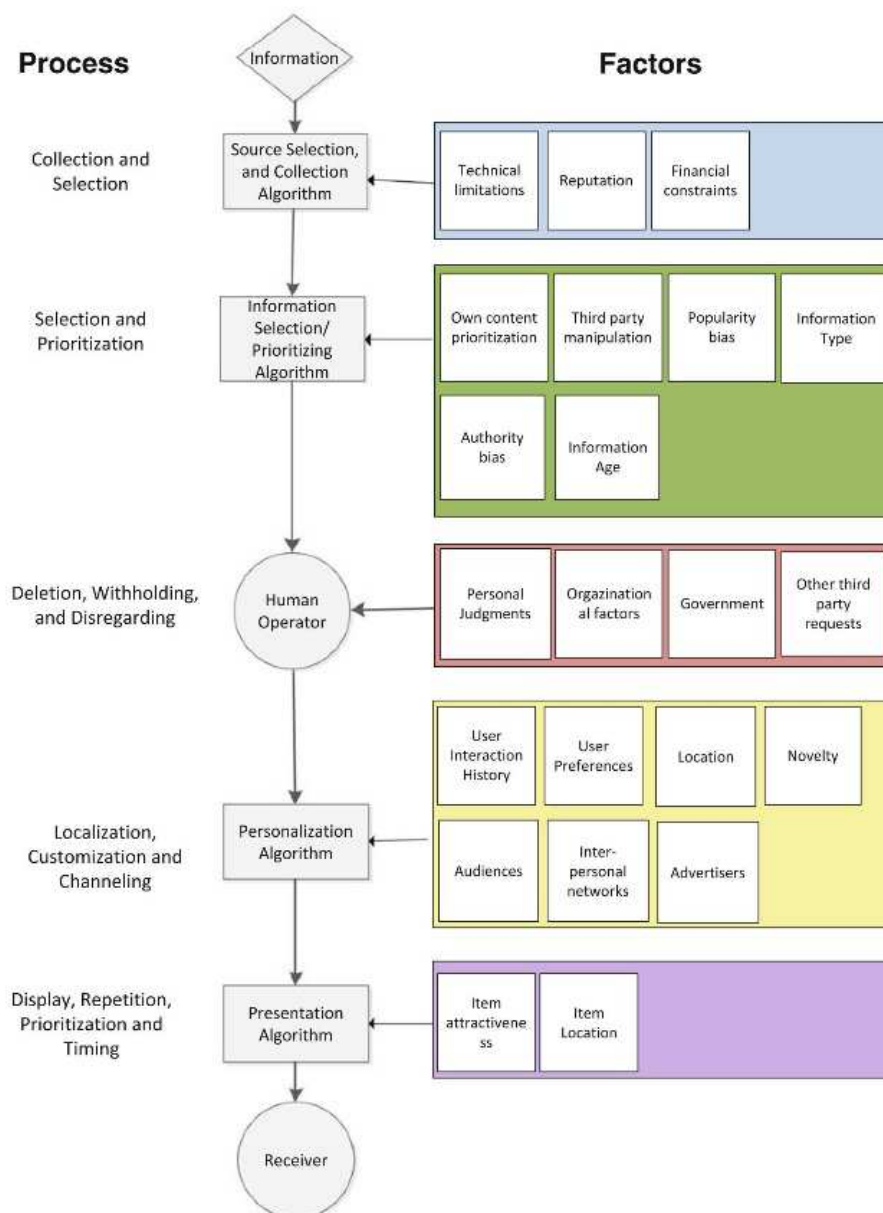 Process
Information
Factors
Collection and
Selection
Source Selection,
and Collection
Algorithm
Technical
limitations
Reputation
Financial
constraints
Selection and
Prioritization
Information
Selection/
Prioritizing
Algorithm
Own content
prioritization
Third party
manipulation
Popularity
bias
Information
Type
Authority
bias
Information
Age
Deletion, Withholding,
and Disregarding
Human
Operator
Personal
Judgments
Orgazination
al factors
Government
Other third
party
requests
User
Interaction
History
User
Preferences
Location
Novelty
Localization,
Customization and
Channeling
Personalization
Algorithm
Audiences
Inter-
personal
networks
Advertisers
Display, Repetition,
Prioritization and
Timing
Presentation
Algorithm
Item
attractivene
ss
Item
Location
Receiver